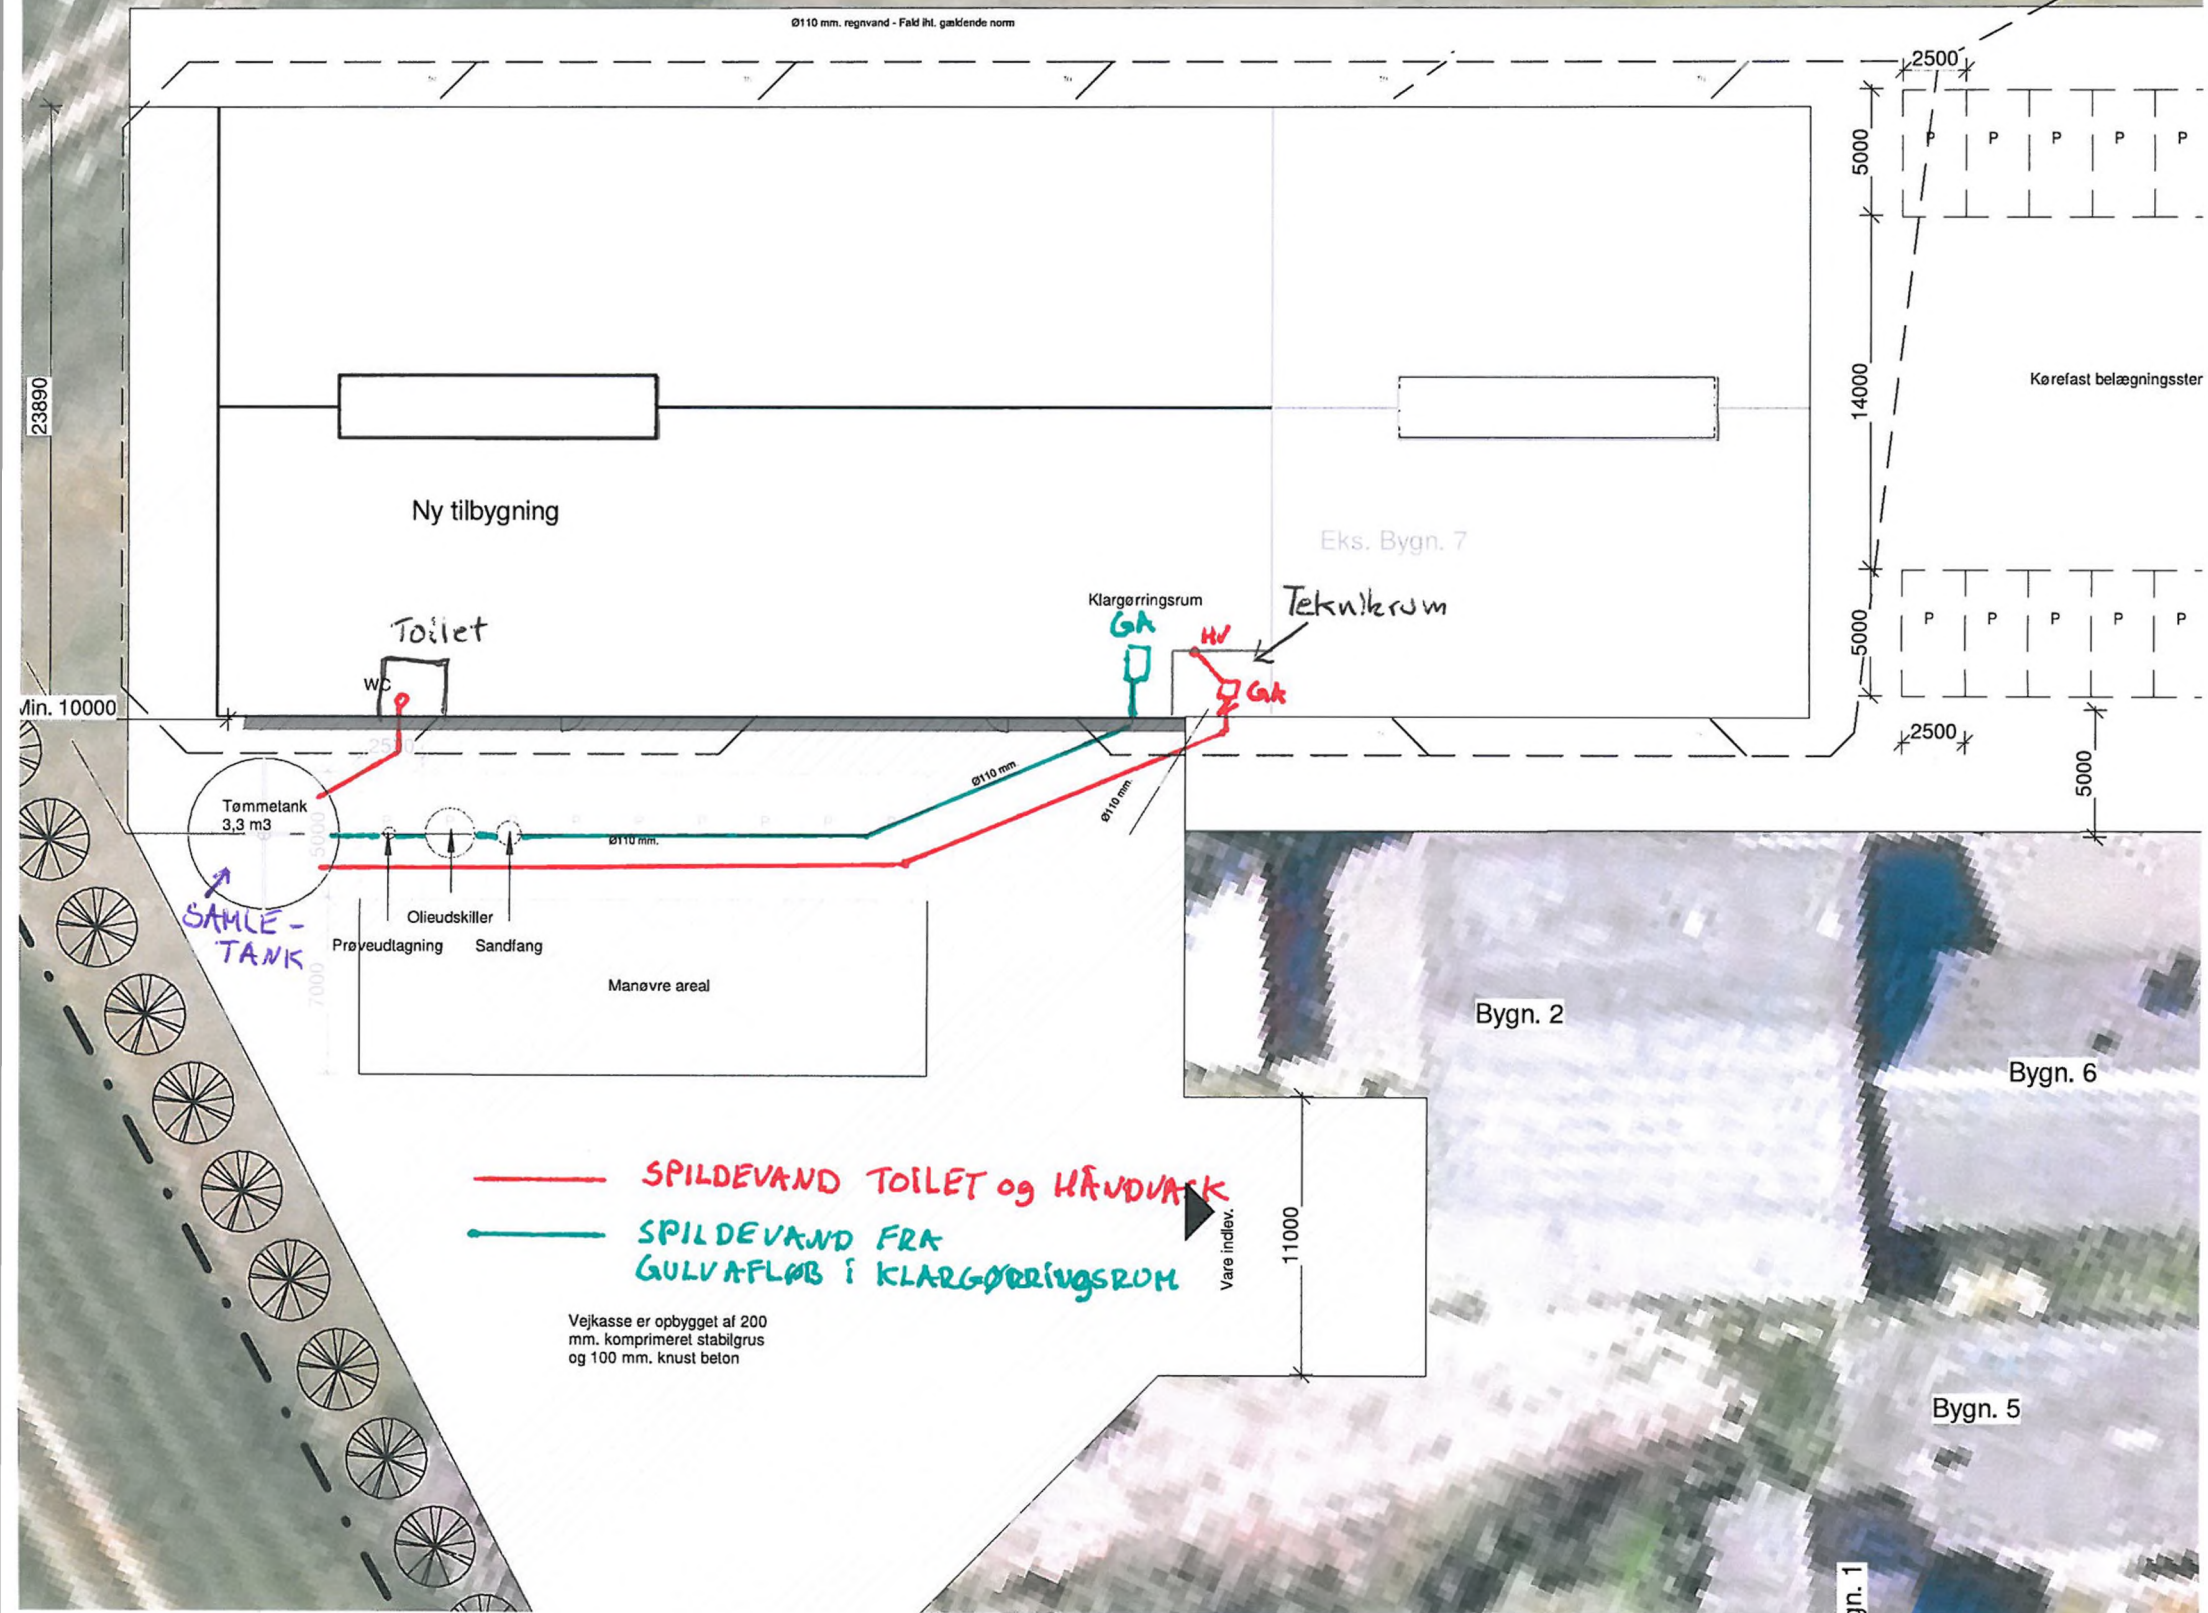 Ø110 mm. regnvand - Fald iht. gældende norm
2500
5000
P P P P P
23890
14000
Kørefast belægningsster
Ny tilbygning
Eks. Bygn. 7
Klargørringsrum
GA
Teknikrum
HV
GA
Toilet
WC
5000
P P P P P
Min. 10000
2500
2500
5000
Ø110 mm.
Ø110 mm.
Tømmetank
3,3 m3
5000
P P P P
Ø110 mm.
SAMLE-
TANK
Olieudskiller
Prøveudtagning
Sandfang
7000
Manøvre areal
Bygn. 2
Bygn. 6
SPILDEVAND TOILET og HÅNDVASK
SPILDEVAND FRA
GULVAFLØB i KLARGØRRiNgSRUM
Vare indlev.
11000
Vejkasse er opbygget af 200
mm. komprimeret stabilgrus
og 100 mm. knust beton
Bygn. 5
gn. 1